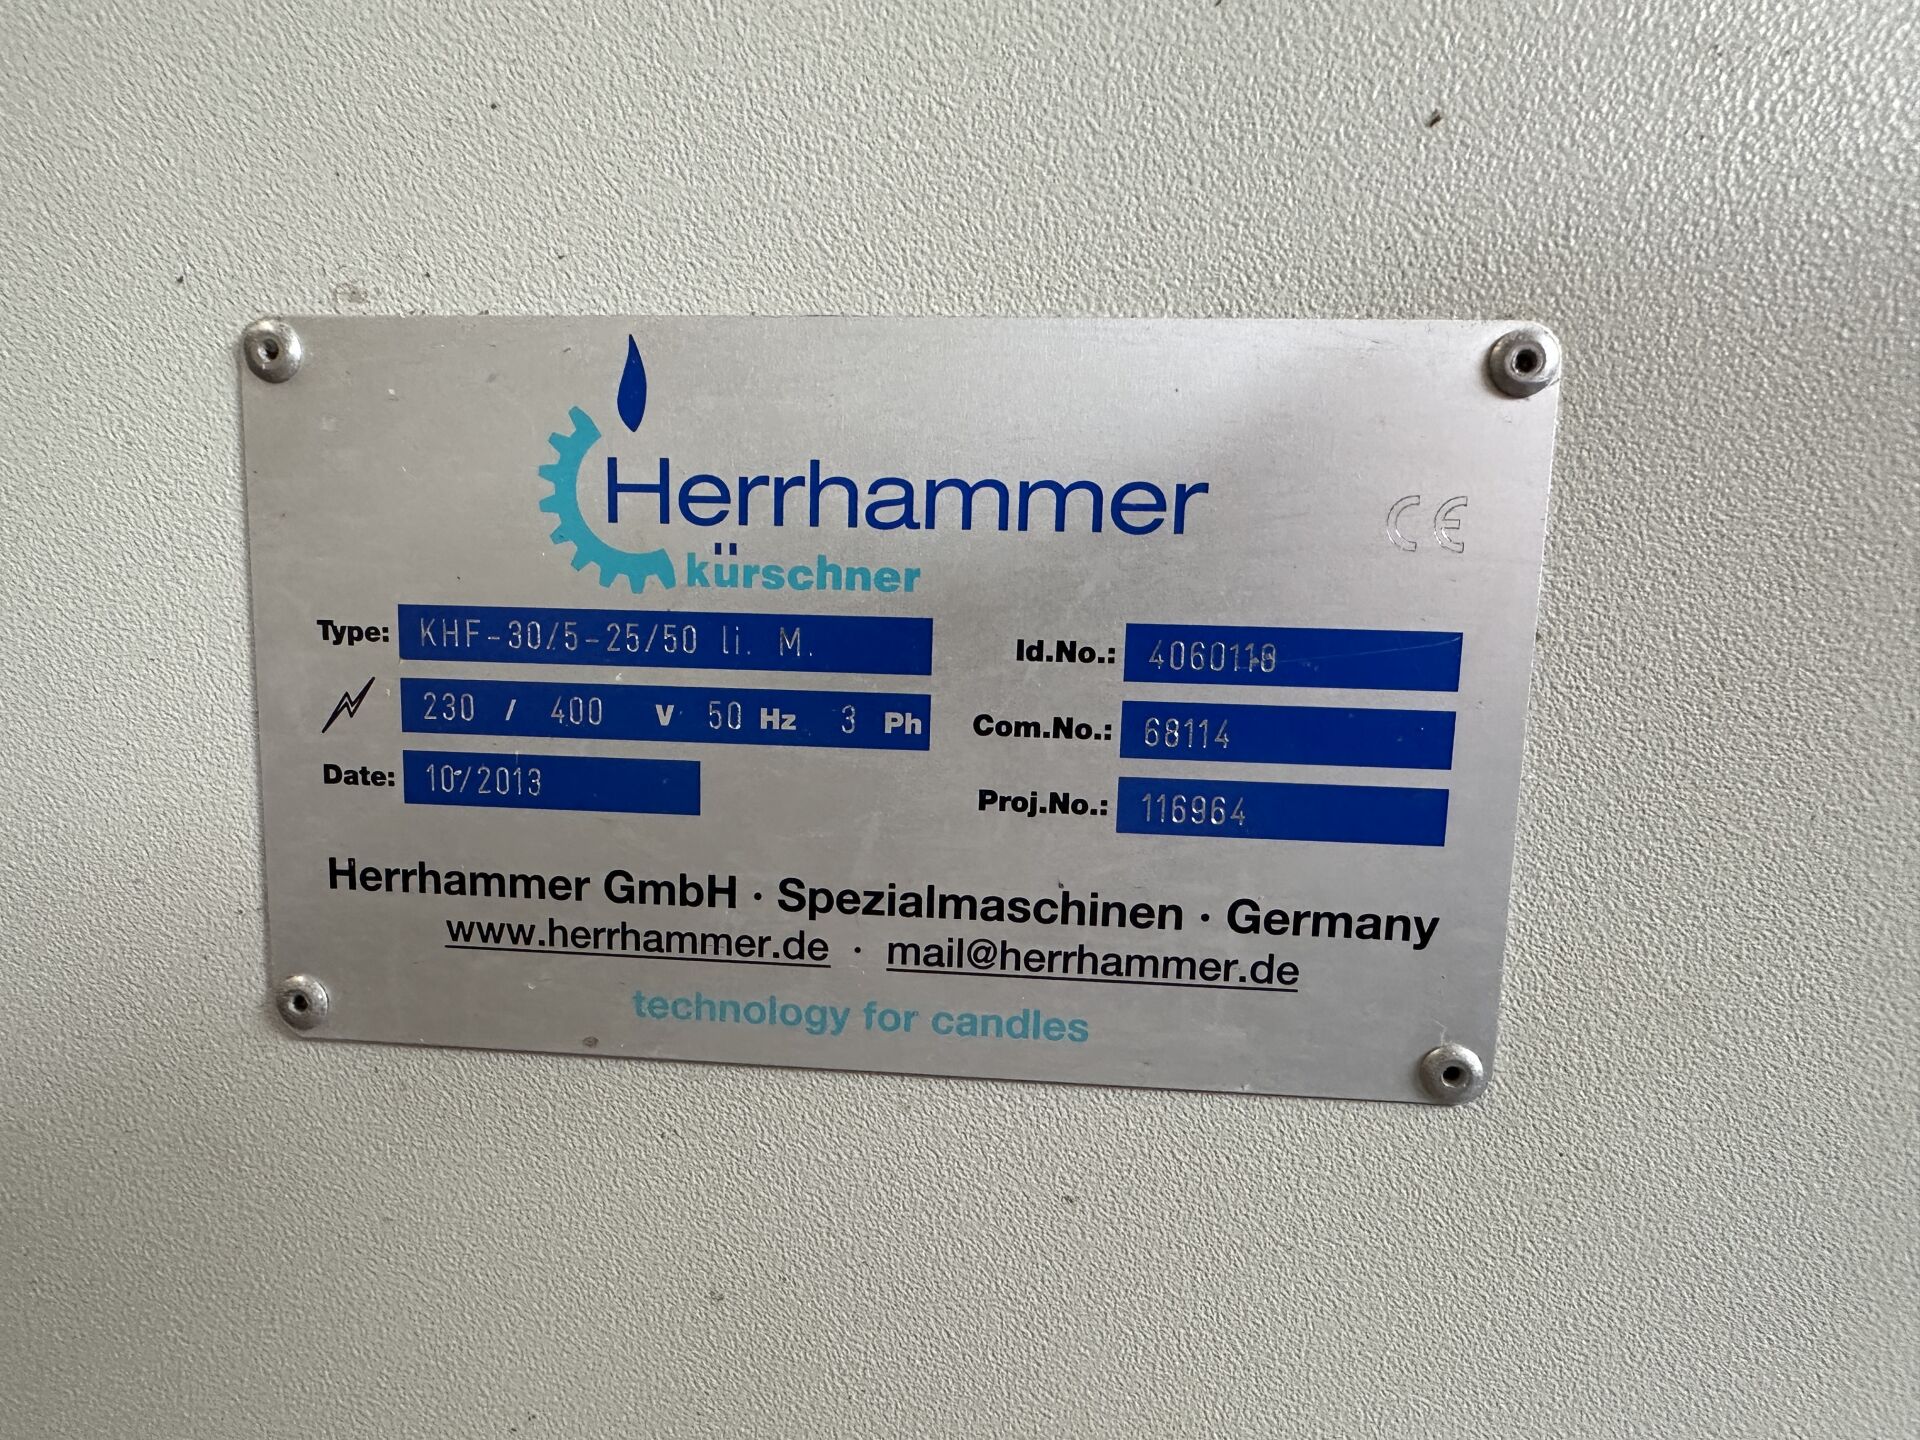 Herrhammer
kürschner
CE
Type: KHF-30/5-25/50 li. M.
Id.No.: 4060118
230 / 400 V 50 Hz 3 Ph
Com.No.: 68114
Date: 10/2013
Proj.No.: 116964
Herrhammer GmbH · Spezialmaschinen · Germany
www.herrhammer.de · mail@herrhammer.de
technology for candles